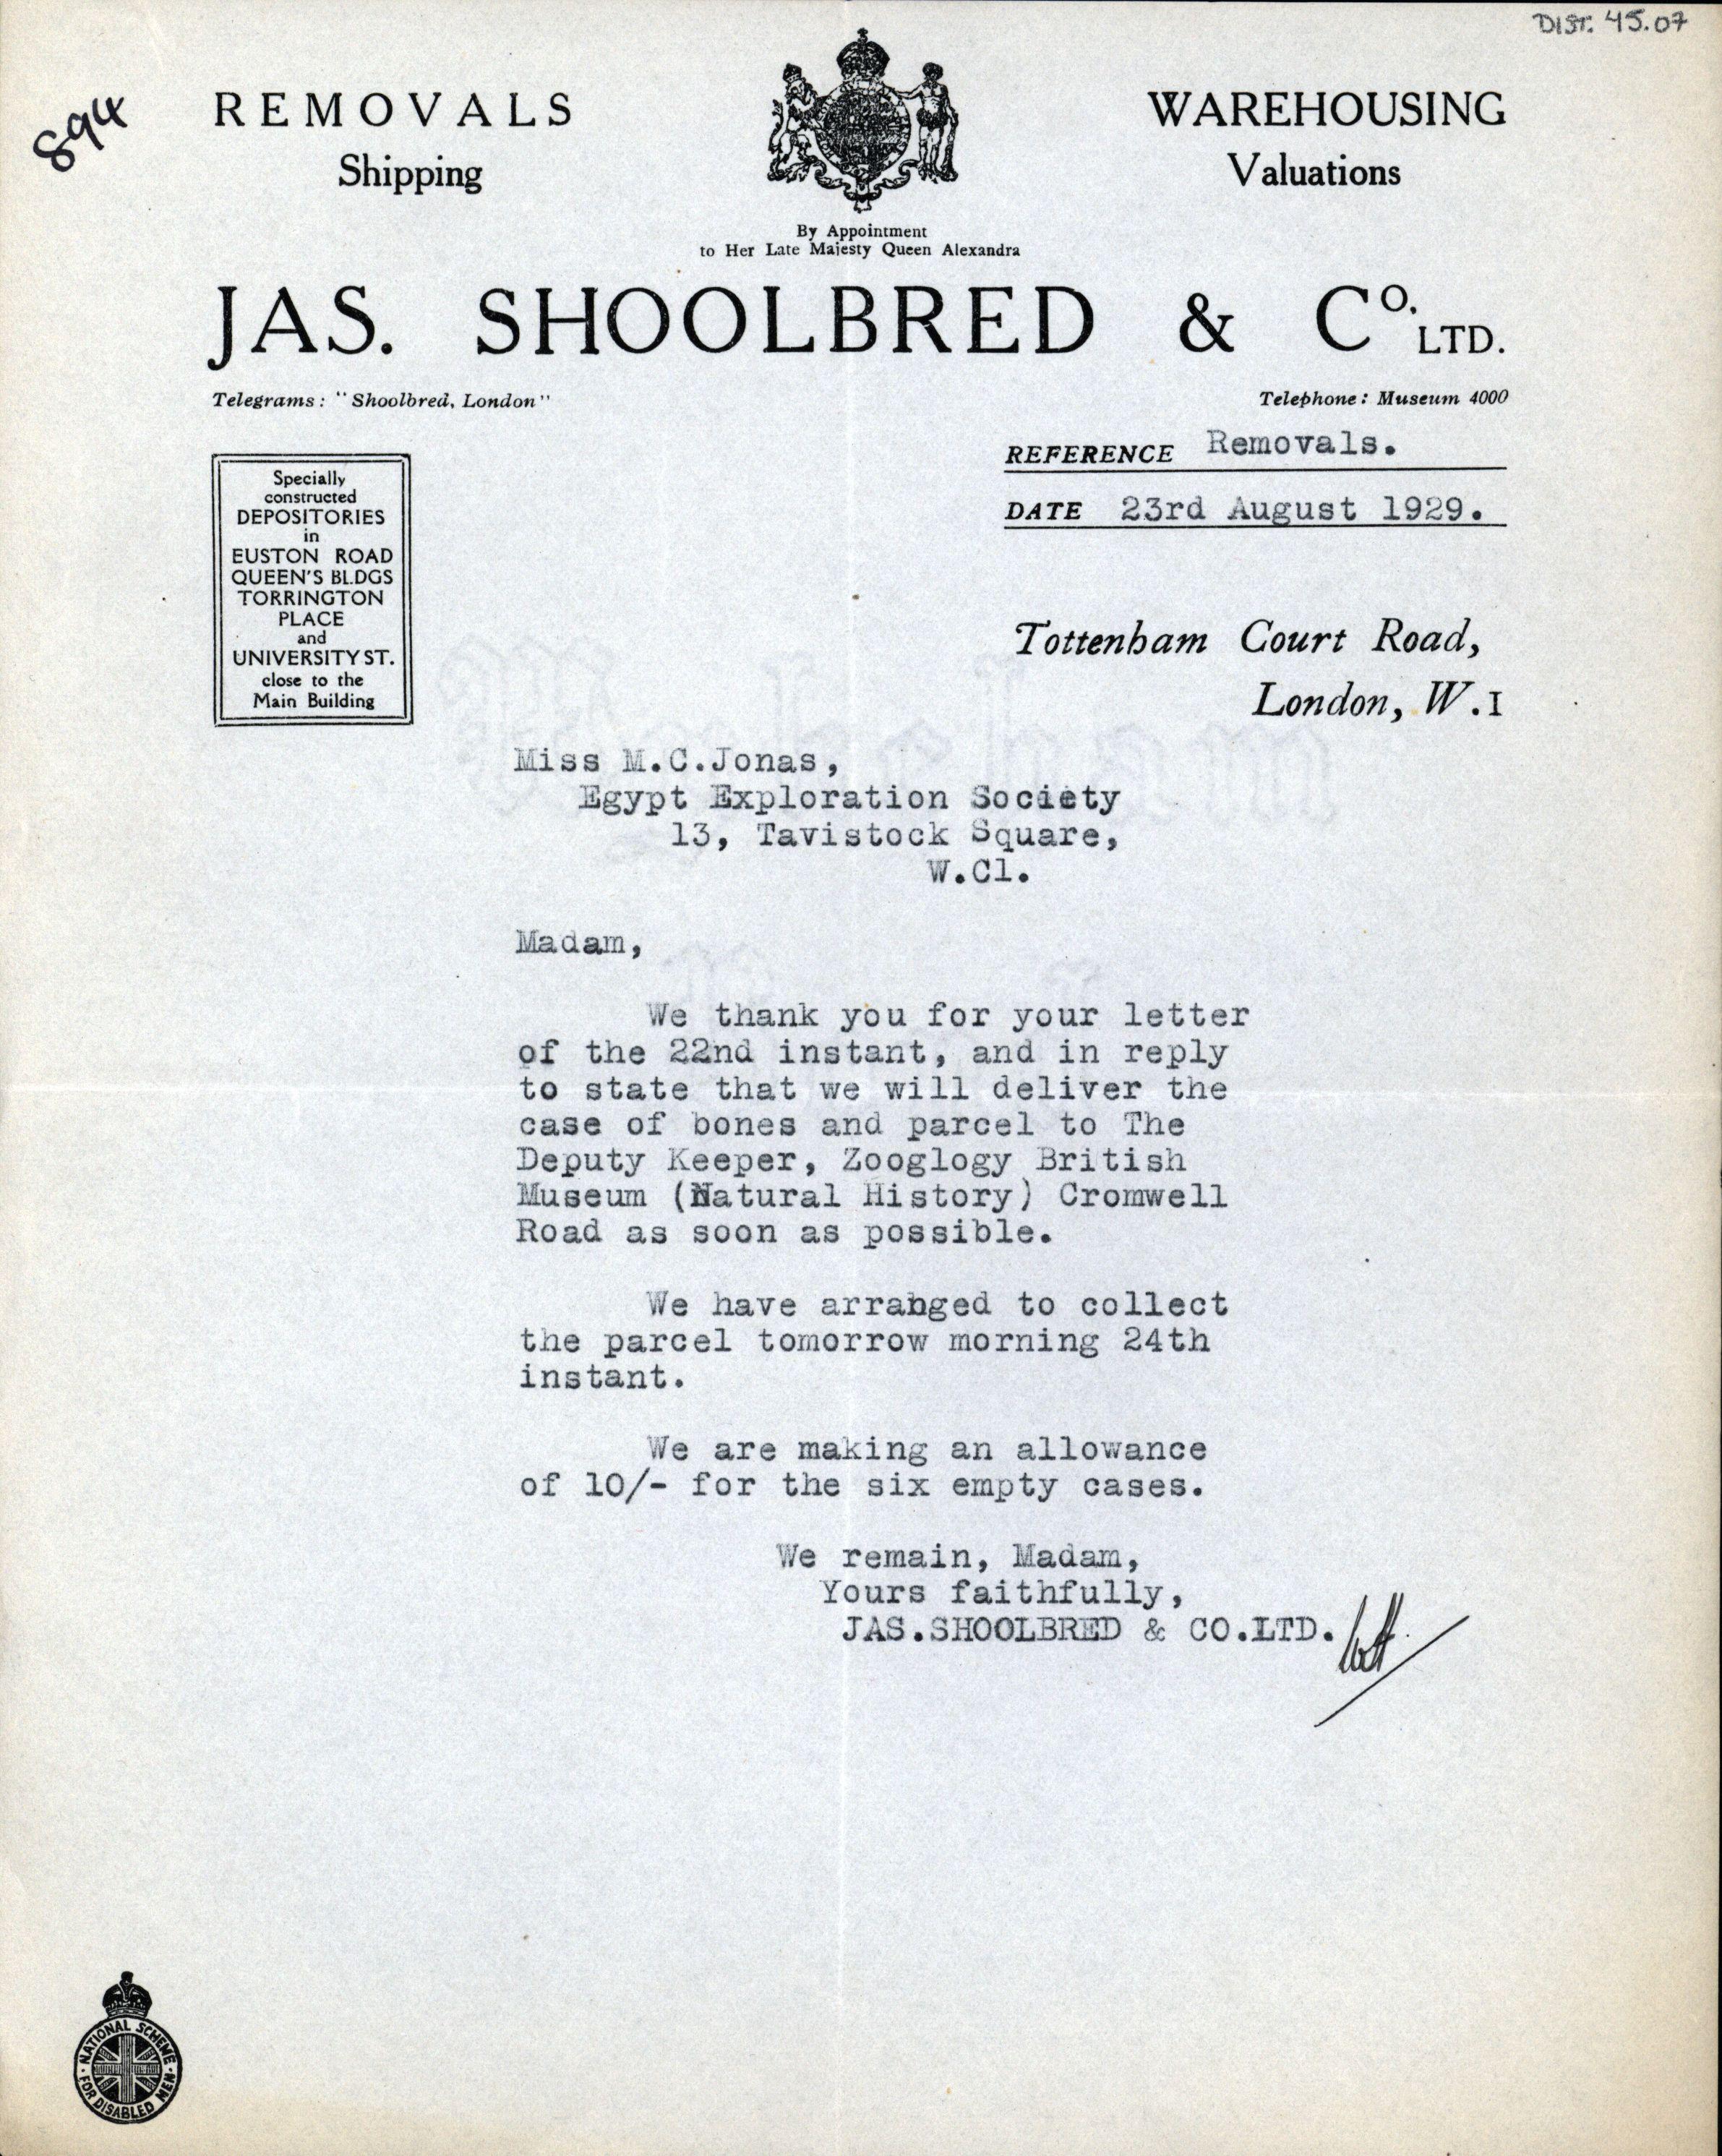 DIST. 45.07
894
REMOVALS
Shipping
WAREHOUSING
Valuations
By Appointment
to Her Late Majesty Queen Alexandra
JAS. SHOOLBRED & Co. LTD.
Telegrams: "Shoolbred, London"
Telephone: Museum 4000
REFERENCE Removals.
DATE 23rd August 1929.
Specially
constructed
DEPOSITORIES
in
EUSTON ROAD
QUEEN'S BLDGS
TORRINGTON
PLACE
and
UNIVERSITY ST.
close to the
Main Building
Tottenham Court Road,
London, W.1
Miss M.C.Jonas,
Egypt Exploration Society
13, Tavistock Square,
W.C1.
Madam,
We thank you for your letter
of the 22nd instant, and in reply
to state that we will deliver the
case of bones and parcel to The
Deputy Keeper, Zooglogy British
Museum (Natural History) Cromwell
Road as soon as possible.
We have arranged to collect
the parcel tomorrow morning 24th
instant.
We are making an allowance
of 10/- for the six empty cases.
We remain, Madam,
Yours faithfully,
JAS.SHOOLBRED & CO.LTD.
NATIONAL SCHEME
FOR DISABLED MEN